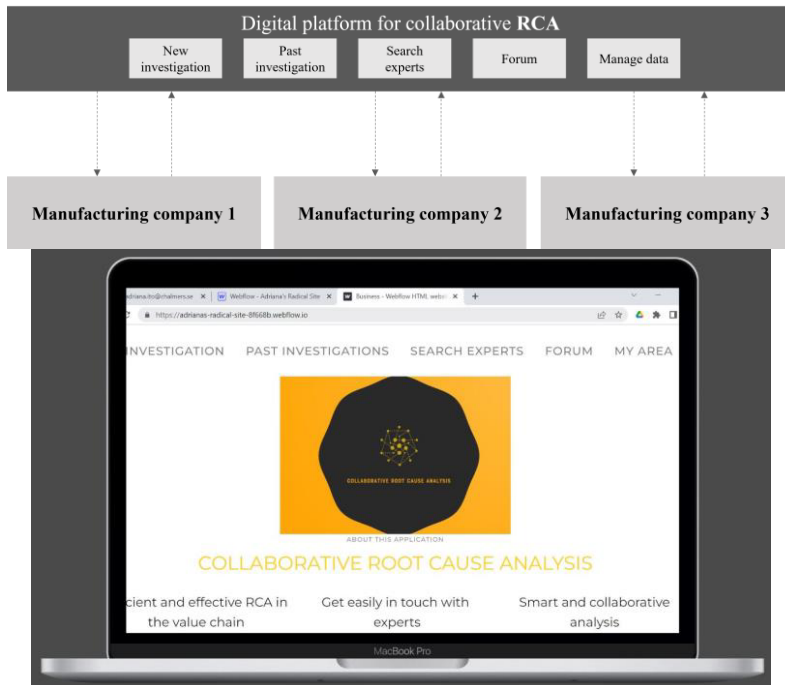 Digital platform for collaborative RCA
New
investigation
Past
investigation
Search
experts
Forum
Manage data
Manufacturing company 1
Manufacturing company 2
Manufacturing company 3
adriana.ito@chalmers.se
Webflow - Adriana's Radical Site
Business - Webflow HTML websi
https://adrianas-radical-site-8f668b.webflow.io
INVESTIGATION PAST INVESTIGATIONS SEARCH EXPERTS FORUM MY AREA
COLLABORATIVE ROOT CAUSE ANALYSIS
ABOUT THIS APPLICATION
COLLABORATIVE ROOT CAUSE ANALYSIS
cient and effective RCA in
the value chain
Get easily in touch with
experts
Smart and collaborative
analysis
MacBook Pro